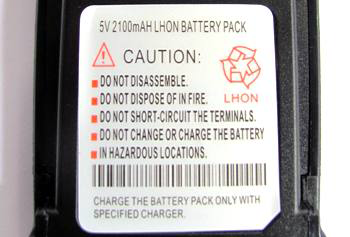 5V 2100mAH LHON BATTERY PACK
CAUTION:
DO NOT DISASSEMBLE.
DO NOT DISPOSE OF IN FIRE.
LHON
DO NOT SHORT-CIRCUIT THE TERMINALS.
DO NOT CHANGE OR CHARGE THE BATTERY
IN HAZARDOUS LOCATIONS.
CHARGE THE BATTERY PACK ONLY WITH
SPECIFIED CHARGER.